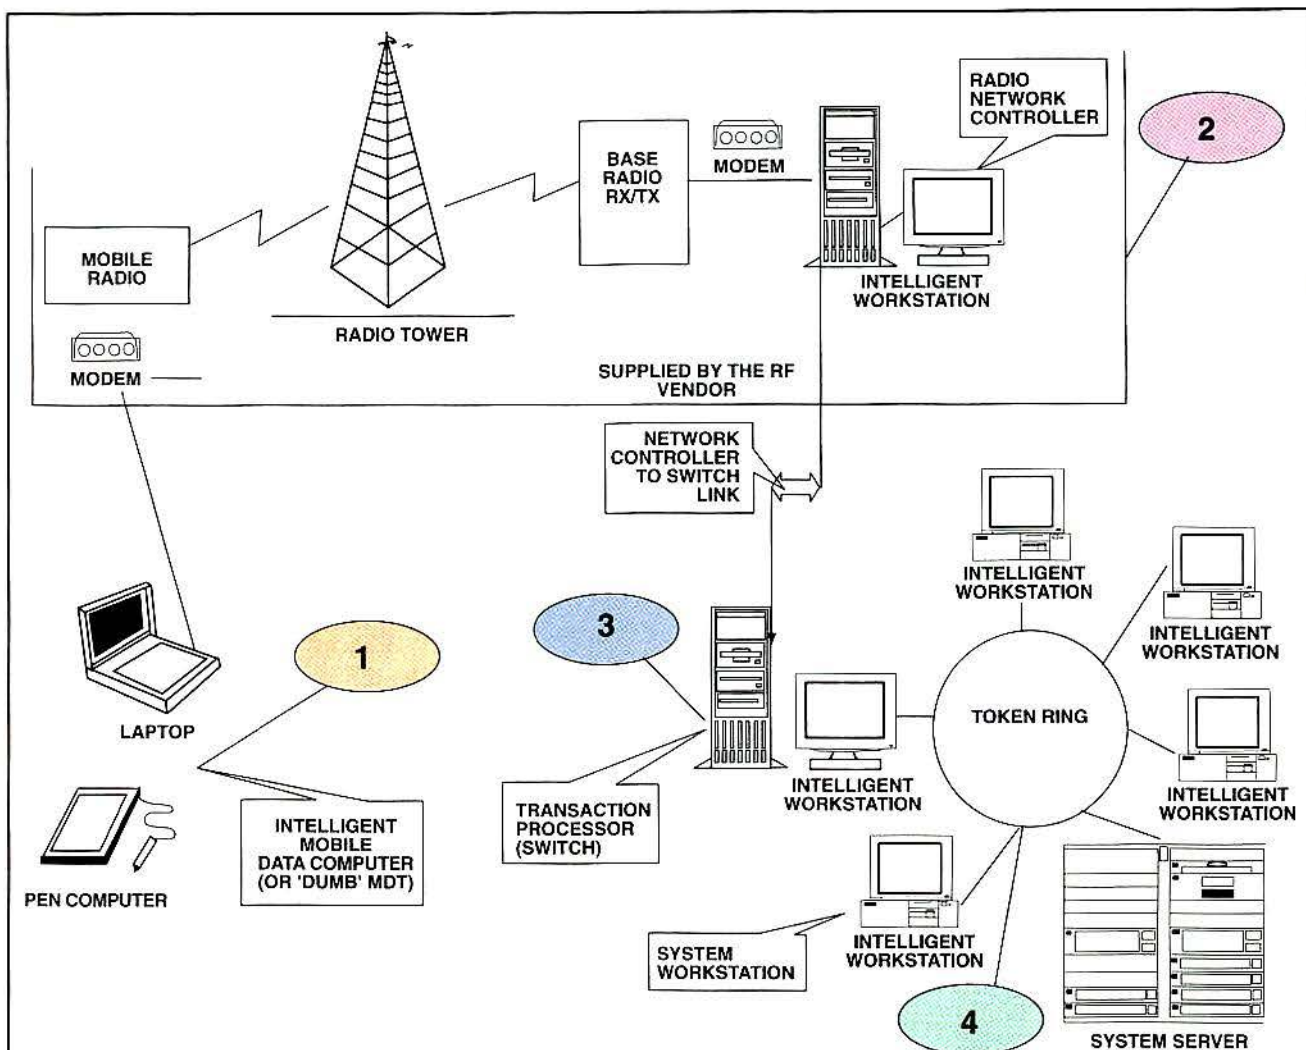 RADIO
NETWORK
CONTROLLER
2
BASE
RADIO
RX/TX
MODEM
MOBILE
RADIO
INTELLIGENT
WORKSTATION
RADIO TOWER
MODEM
SUPPLIED BY THE RF
VENDOR
NETWORK
CONTROLLER
TO SWITCH
LINK
INTELLIGENT
WORKSTATION
INTELLIGENT
WORKSTATION
3
1
TOKEN RING
LAPTOP
INTELLIGENT
WORKSTATION
INTELLIGENT
WORKSTATION
TRANSACTION
PROCESSOR
(SWITCH)
INTELLIGENT
MOBILE
DATA COMPUTER
(OR 'DUMB' MDT)
PEN COMPUTER
INTELLIGENT
WORKSTATION
SYSTEM
WORKSTATION
4
SYSTEM SERVER